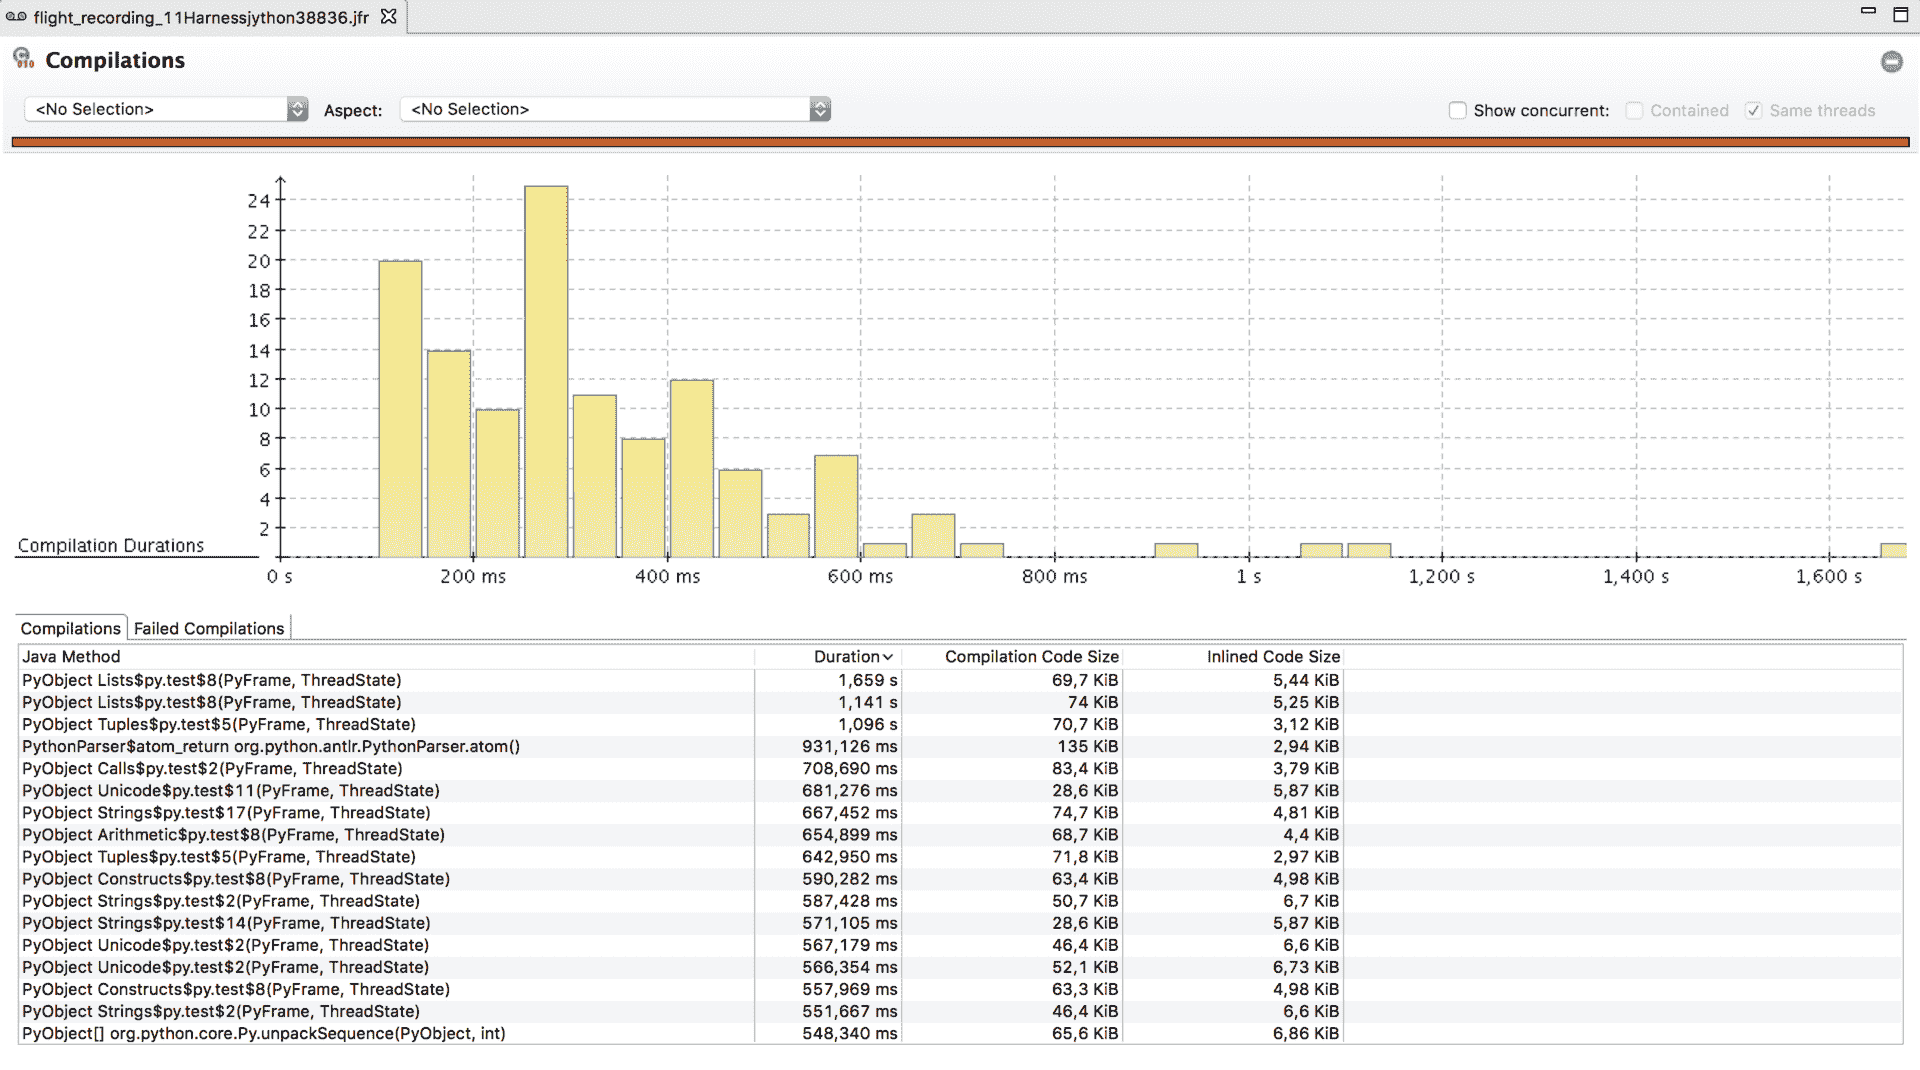 flight_recording_11Harnessjython38836.jfr
Compilations
<No Selection> Aspect: <No Selection> Show concurrent: Contained Same threads
24
22
20
18
16
14
12
10
8
6
4
2
Compilation Durations
0 s 200 ms 400 ms 600 ms 800 ms 1 s 1,200 s 1,400 s 1,600 s
Compilations Failed Compilations
Java Method Duration Compilation Code Size Inlined Code Size
PyObject Lists$py.test$8(PyFrame, ThreadState) 1,659 s 69,7 KiB 5,44 KiB
PyObject Lists$py.test$8(PyFrame, ThreadState) 1,141 s 74 KiB 5,25 KiB
PyObject Tuples$py.test$5(PyFrame, ThreadState) 1,096 s 70,7 KiB 3,12 KiB
PythonParser$atom_return org.python.antlr.PythonParser.atom() 931,126 ms 135 KiB 2,94 KiB
PyObject Calls$py.test$2(PyFrame, ThreadState) 708,690 ms 83,4 KiB 3,79 KiB
PyObject Unicode$py.test$11(PyFrame, ThreadState) 681,276 ms 28,6 KiB 5,87 KiB
PyObject Strings$py.test$17(PyFrame, ThreadState) 667,452 ms 74,7 KiB 4,81 KiB
PyObject Arithmetic$py.test$8(PyFrame, ThreadState) 654,899 ms 68,7 KiB 4,4 KiB
PyObject Tuples$py.test$5(PyFrame, ThreadState) 642,950 ms 71,8 KiB 2,97 KiB
PyObject Constructs$py.test$8(PyFrame, ThreadState) 590,282 ms 63,4 KiB 4,98 KiB
PyObject Strings$py.test$2(PyFrame, ThreadState) 587,428 ms 50,7 KiB 6,7 KiB
PyObject Strings$py.test$14(PyFrame, ThreadState) 571,105 ms 28,6 KiB 5,87 KiB
PyObject Unicode$py.test$2(PyFrame, ThreadState) 567,179 ms 46,4 KiB 6,6 KiB
PyObject Unicode$py.test$2(PyFrame, ThreadState) 566,354 ms 52,1 KiB 6,73 KiB
PyObject Constructs$py.test$8(PyFrame, ThreadState) 557,969 ms 63,3 KiB 4,98 KiB
PyObject Strings$py.test$2(PyFrame, ThreadState) 551,667 ms 46,4 KiB 6,6 KiB
PyObject[] org.python.core.Py.unpackSequence(PyObject, int) 548,340 ms 65,6 KiB 6,86 KiB